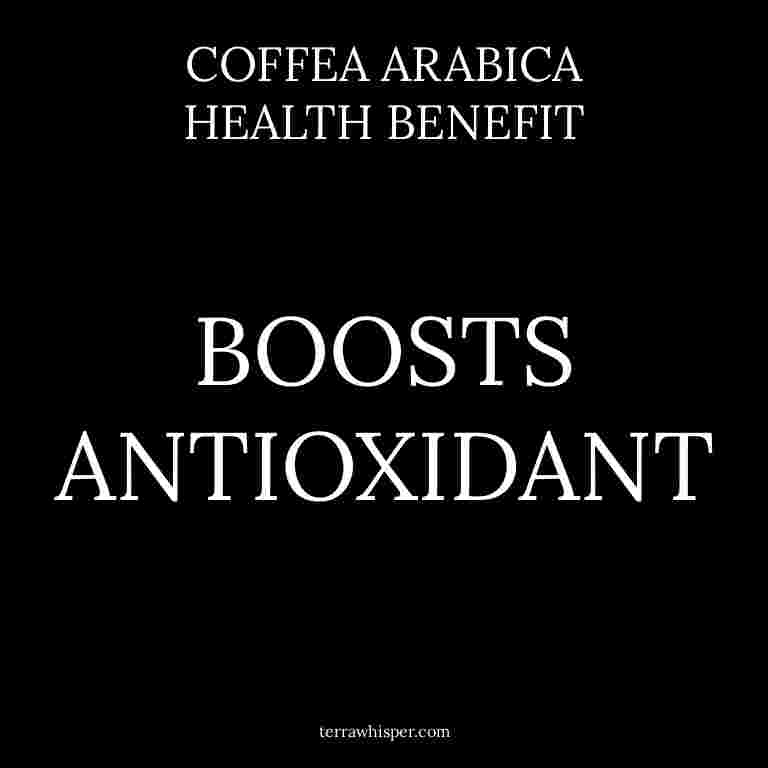 COFFEA ARABICA
HEALTH BENEFIT
BOOSTS
ANTIOXIDANT
terrawhisper.com